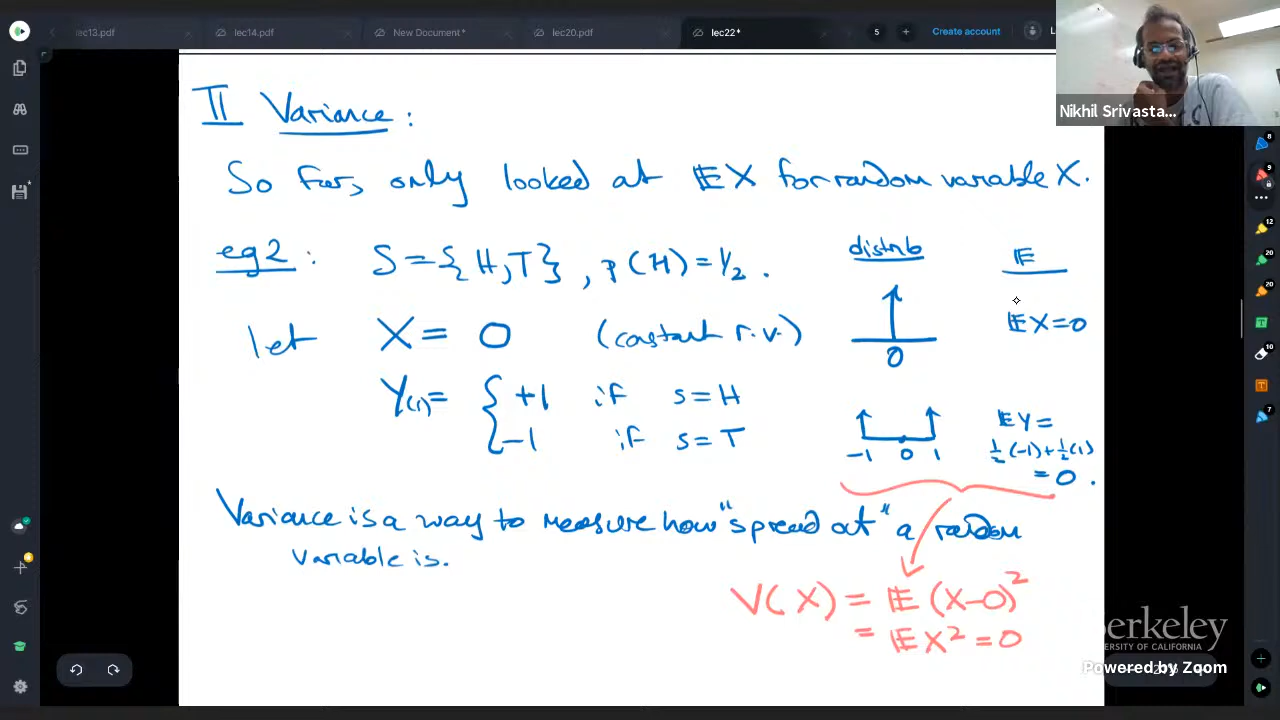 lec13.pdf
lec14.pdf
New Document*
lec20.pdf
lec22*
5
Create account
Nikhil Srivasta...
II Variance:
So far, only looked at 𝔼X for random variable X.
eg2: S={H,T}, p(H)=1/2.
distrib
𝔼
let X = 0 (constant r.v.)
0
𝔼X=0
Y(s)= { +1 if s=H
-1 if s=T
-1 0 1
𝔼Y=
½(-1)+½(1)
=0.
Variance is a way to measure how "spread out" a random
variable is.
V(X) = 𝔼(X-0)²
= 𝔼X² = 0
Berkeley
UNIVERSITY OF CALIFORNIA
Powered by Zoom